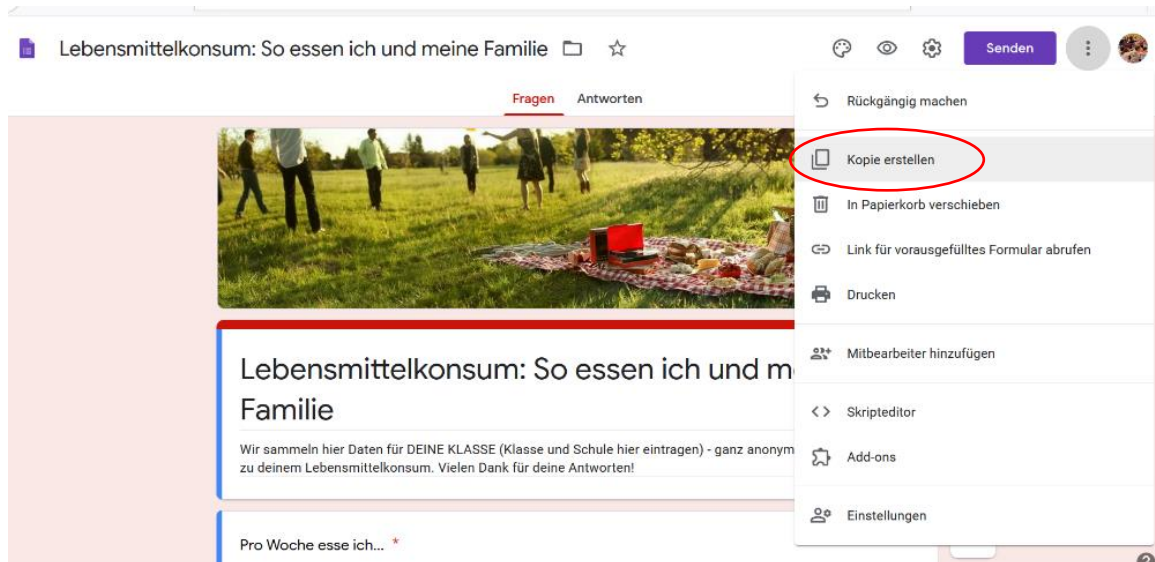 Lebensmittelkonsum: So essen ich und meine Familie
Senden
Fragen Antworten
Rückgängig machen
Kopie erstellen
In Papierkorb verschieben
Link für vorausgefülltes Formular abrufen
Drucken
Mitbearbeiter hinzufügen
Skripteditor
Add-ons
Einstellungen
Lebensmittelkonsum: So essen ich und m
Familie
Wir sammeln hier Daten für DEINE KLASSE (Klasse und Schule hier eintragen) - ganz anonym
zu deinem Lebensmittelkonsum. Vielen Dank für deine Antworten!
Pro Woche esse ich... *